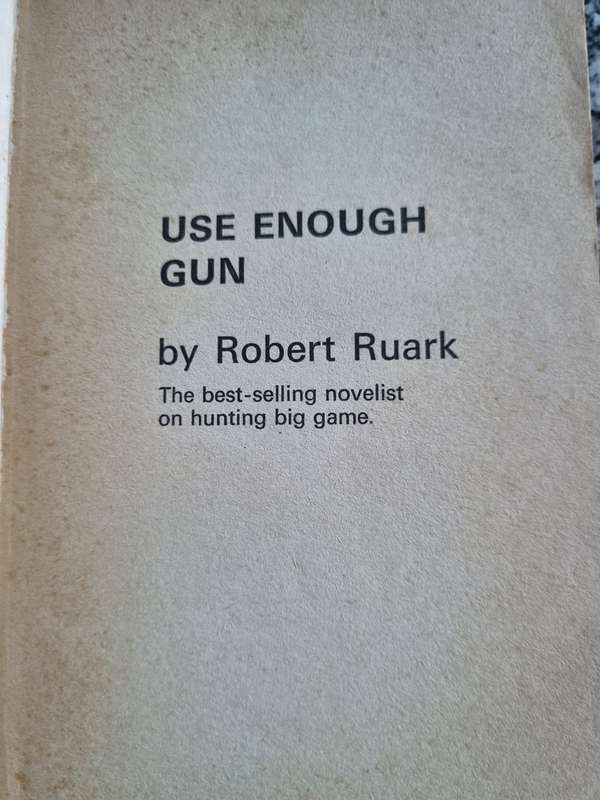 USE ENOUGH
GUN
by Robert Ruark
The best-selling novelist
on hunting big game.